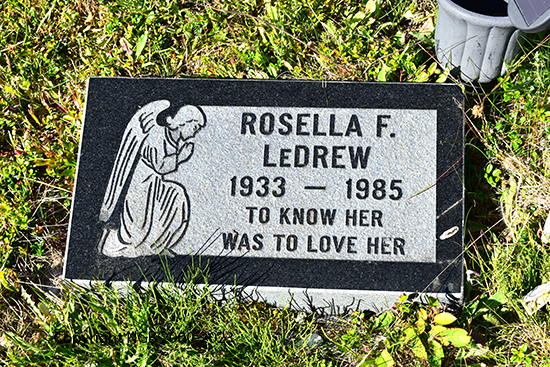 ROSELLA F.
LEDREW
1933 — 1985
TO KNOW HER
WAS TO LOVE HER